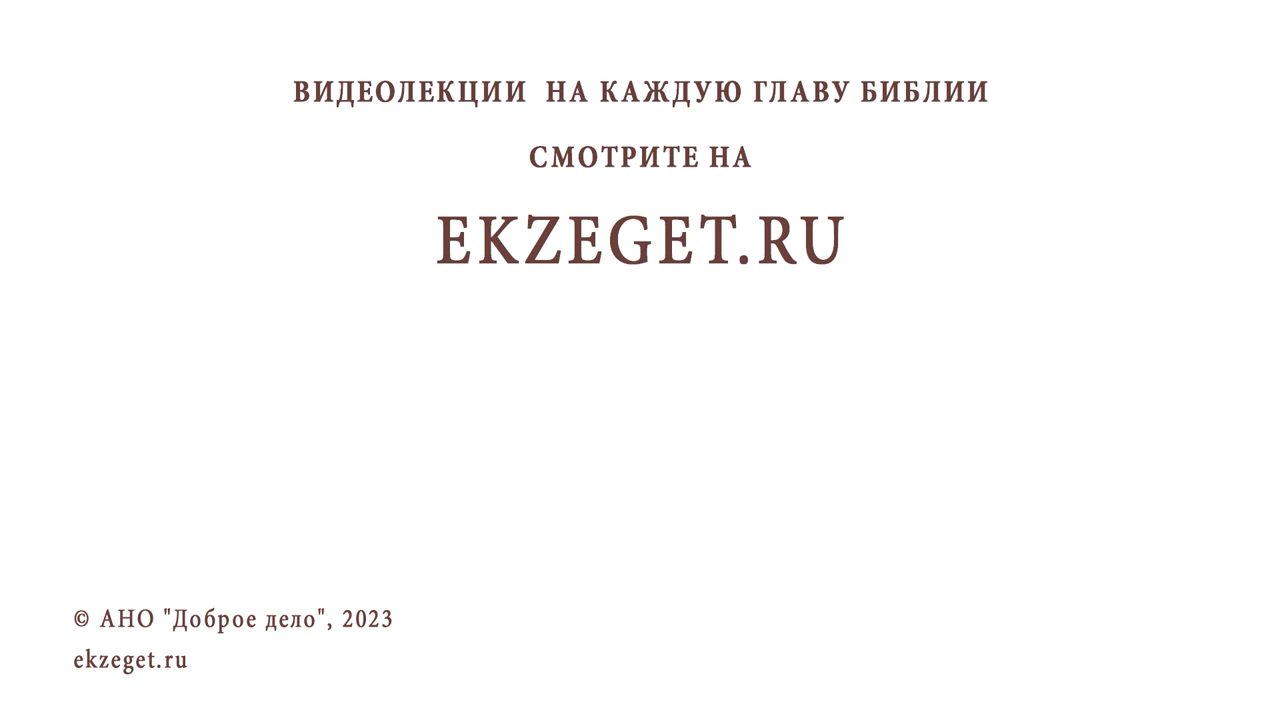 ВИДЕОЛЕКЦИИ НА КАЖДУЮ ГЛАВУ БИБЛИИ
СМОТРИТЕ НА
EKZEGET.RU
© АНО "Доброе дело", 2023
ekzeget.ru